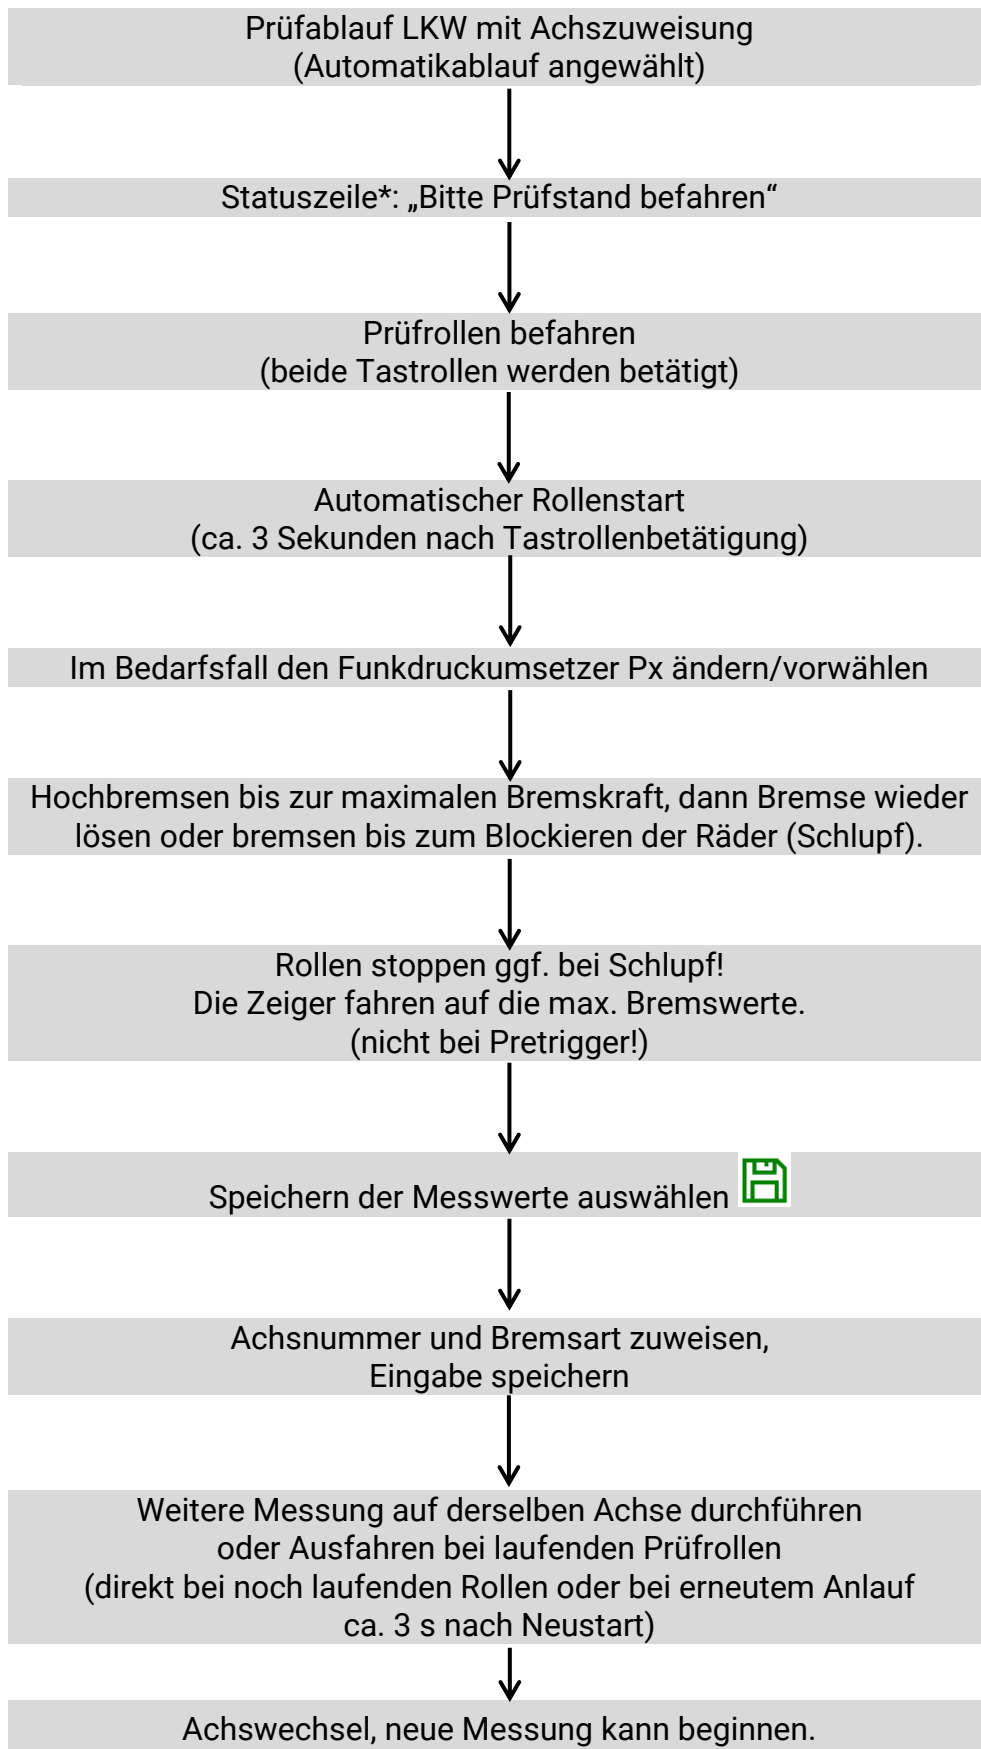 Prüfablauf LKW mit Achszuweisung
(Automatikablauf angewählt)
Statuszeile*: „Bitte Prüfstand befahren“
Prüfrollen befahren
(beide Tastrollen werden betätigt)
Automatischer Rollenstart
(ca. 3 Sekunden nach Tastrollenbetätigung)
Im Bedarfsfall den Funkdruckumsetzer Px ändern/vorwählen
Hochbremsen bis zur maximalen Bremskraft, dann Bremse wieder
lösen oder bremsen bis zum Blockieren der Räder (Schlupf).
Rollen stoppen ggf. bei Schlupf!
Die Zeiger fahren auf die max. Bremswerte.
(nicht bei Pretrigger!)
Speichern der Messwerte auswählen
Achsnummer und Bremsart zuweisen,
Eingabe speichern
Weitere Messung auf derselben Achse durchführen
oder Ausfahren bei laufenden Prüfrollen
(direkt bei noch laufenden Rollen oder bei erneutem Anlauf
ca. 3 s nach Neustart)
Achswechsel, neue Messung kann beginnen.